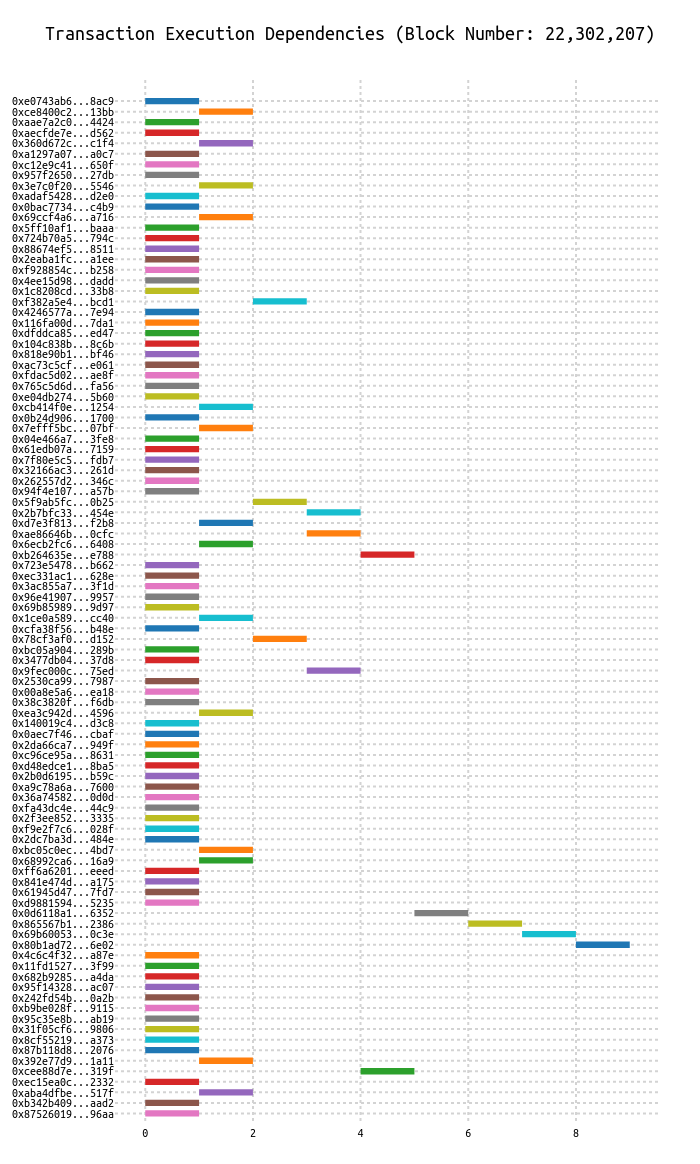 Transaction Execution Dependencies (Block Number: 22,302,207)
0xe0743ab6...8ac9
0xce8400c2...13bb
0xaae7a2c0...4424
0xaecfde7e...d562
0x360d672c...c1f4
0xa1297a07...a0c7
0xc12e9c41...650f
0x957f2650...27db
0x3e7c0f20...5546
0xadaf5428...d2e0
0x0bac7734...c4b9
0x69ccf4a6...a716
0x5ff10af1...baaa
0x724b70a5...794c
0x88674ef5...8511
0x2eaba1fc...a1ee
0xf928854c...b258
0x4ee15d98...dadd
0x1c8208cd...33b8
0xf382a5e4...bcd1
0x4246577a...7e94
0x116fa00d...7da1
0xdfddca85...ed47
0x104c838b...8c6b
0x818e90b1...bf46
0xac73c5cf...e061
0xfdac5d02...ae8f
0x765c5d6d...fa56
0xe04db274...5b60
0xcb414f0e...1254
0x0b24d906...1700
0x7efff5bc...07bf
0x04e466a7...3fe8
0x61edb07a...7159
0x7f80e5c5...fdb7
0x32166ac3...261d
0x262557d2...346c
0x94f4e107...a57b
0x5f9ab5fc...0b25
0x2b7bfc33...454e
0xd7e3f813...f2b8
0xae86646b...0cfc
0x6ecb2fc6...6408
0xb264635e...e788
0x723e5478...b662
0xec331ac1...628e
0x3ac855a7...3f1d
0x96e41907...9957
0x69b85989...9d97
0x1ce0a589...cc40
0xcfa38f56...b48e
0x78cf3af0...d152
0xbc05a904...289b
0x3477db04...37d8
0x9fec000c...75ed
0x2530ca99...7987
0x00a8e5a6...ea18
0x38c3820f...f6db
0xea3c942d...4596
0x140019c4...d3c8
0x0aec7f46...cbaf
0x2da66ca7...949f
0xc96ce95a...8631
0xd48edce1...8ba5
0x2b0d6195...b59c
0xa9c78a6a...7600
0x36a74582...0d0d
0xfa43dc4e...44c9
0x2f3ee852...3335
0xf9e2f7c6...028f
0x2dc7ba3d...484e
0xbc05c0ec...4bd7
0x68992ca6...16a9
0xff6a6201...eeed
0x841e474d...a175
0x61945d47...7fd7
0xd9881594...5235
0x0d6118a1...6352
0x865567b1...2386
0x69b60053...0c3e
0x80b1ad72...6e02
0x4c6c4f32...a87e
0x11fd1527...3f99
0x682b9285...a4da
0x95f14328...ac07
0x242fd54b...0a2b
0xb9be028f...9115
0x95c35e8b...ab19
0x31f05cf6...9806
0x8cf55219...a373
0x87b118d8...2076
0x392e77d9...1a11
0xcee88d7e...319f
0xec15ea0c...2332
0xaba4dfbe...517f
0xb342b409...aad2
0x87526019...96aa
0 2 4 6 8